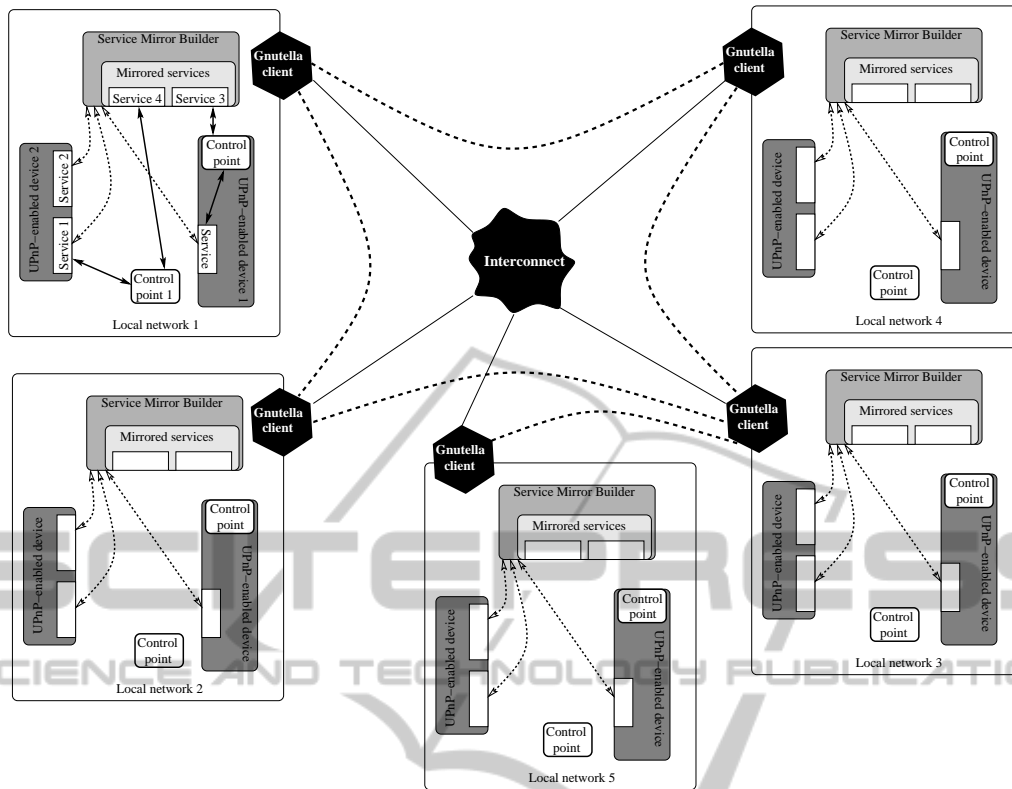 Service Mirror Builder
Mirrored services
Service 4
Service 3
Gnutella
client
UPnP−enabled device 2
Service 2
Service 1
Control
point
UPnP−enabled device 1
Service
Control
point 1
Local network 1
Gnutella
client
Service Mirror Builder
Mirrored services
UPnP−enabled device
Control
point
UPnP−enabled device
Control
point
Local network 4
Interconnect
Gnutella
client
Service Mirror Builder
Mirrored services
UPnP−enabled device
Control
point
UPnP−enabled device
Control
point
Local network 2
Gnutella
client
Service Mirror Builder
Mirrored services
UPnP−enabled device
Control
point
UPnP−enabled device
Control
point
Local network 5
Gnutella
client
Service Mirror Builder
Mirrored services
UPnP−enabled device
Control
point
UPnP−enabled device
Control
point
Local network 3
SCITEPRESS
SCIENCE AND TECHNOLOGY PUBLICATI